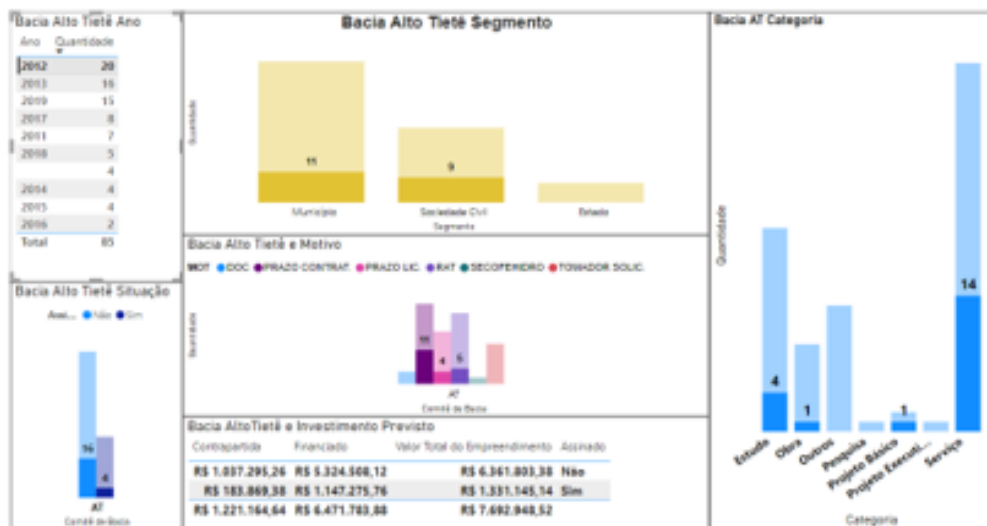 Bacia Alto Tietê Ano
Ano Quantidade
2012 20
2013 16
2019 15
2017 8
2011 7
2018 5
4
2014 4
2015 4
2016 2
Total 85
Bacia Alto Tietê Situação
Assi... Não Sim
16
4
AT
Comitê de Bacia
Bacia Alto Tietê Segmento
Quantidade
11
9
Município Sociedade Civil Estado
Segmento
Bacia Alto Tietê e Motivo
MOT DOC PRAZO CONTRAT. PRAZO LIC. RAT SECOFEHIDRO TOMADOR SOLIC.
Quantidade
11
4
5
AT
Comitê de Bacia
Bacia AltoTietê e Investimento Previsto
Contrapartida Financiado Valor Total do Empreendimento Assinado
R$ 1.037.295,26 R$ 5.324.508,12 R$ 6.361.803,38 Não
R$ 183.869,38 R$ 1.147.275,76 R$ 1.331.145,14 Sim
R$ 1.221.164,64 R$ 6.471.783,88 R$ 7.692.948,52
Bacia AT Categoria
Quantidade
4
1
1
14
Estudo
Obra
Outros
Pesquisa
Projeto Básico
Projeto Executi...
Serviço
Categoria